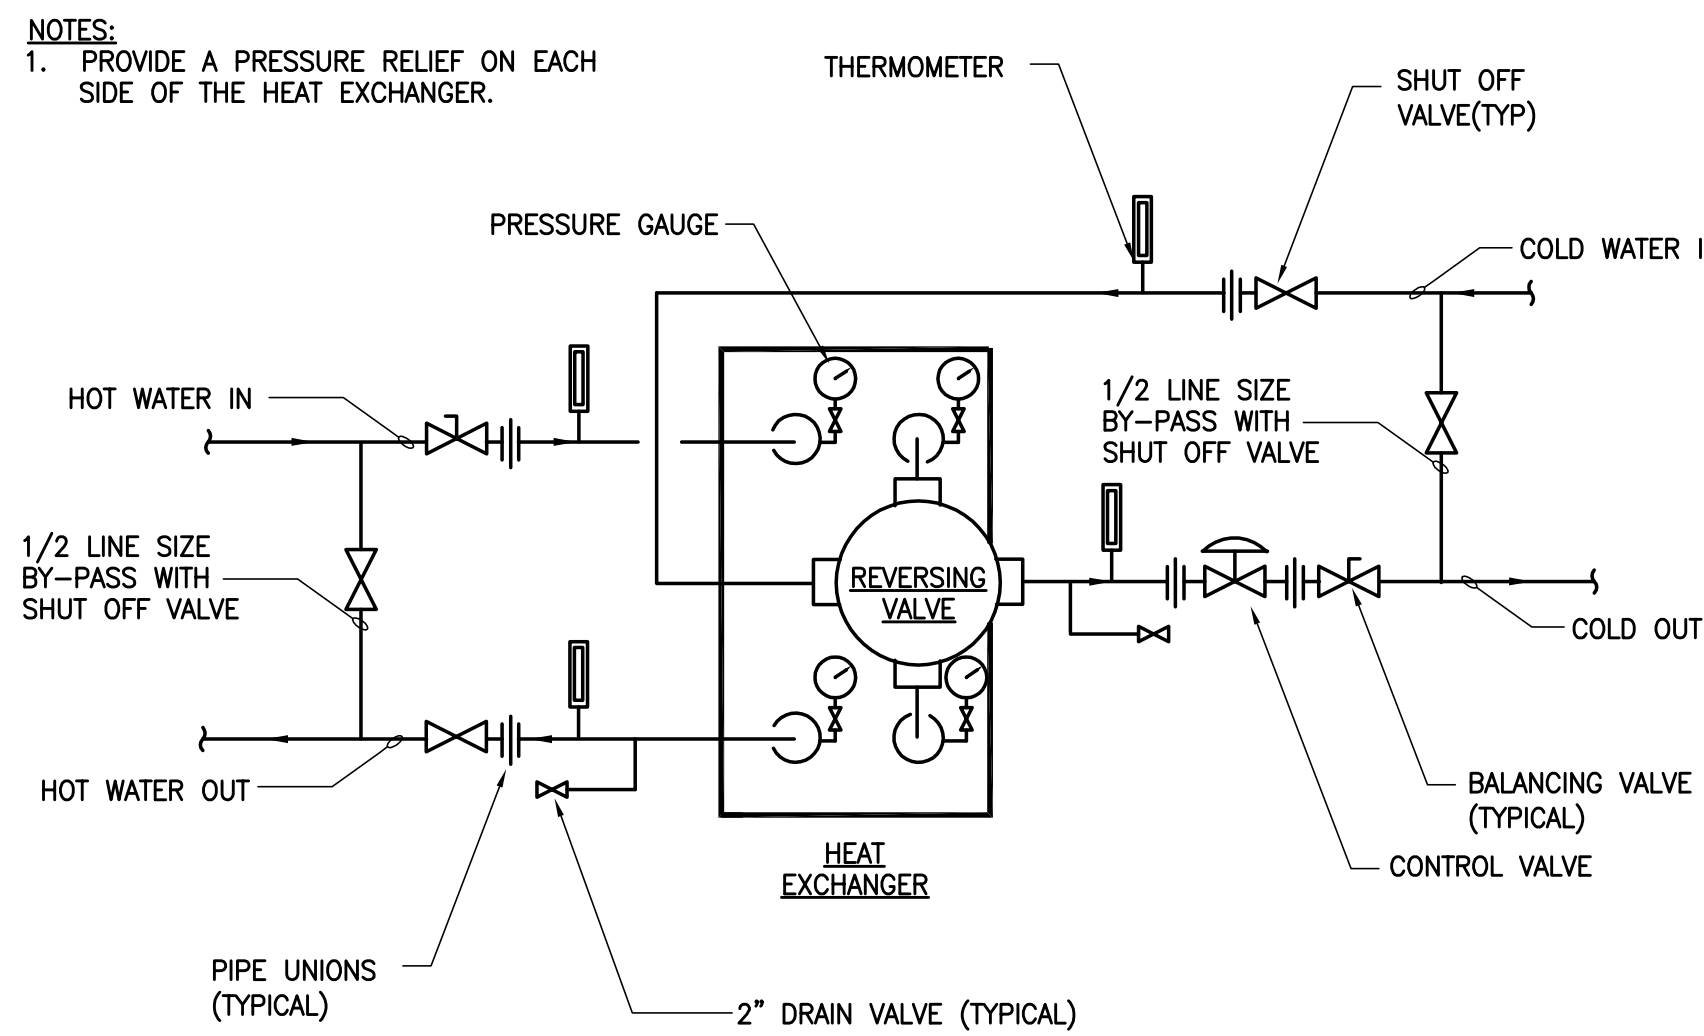 NOTES:
1. PROVIDE A PRESSURE RELIEF ON EACH
SIDE OF THE HEAT EXCHANGER.
THERMOMETER
SHUT OFF
VALVE(TYP)
PRESSURE GAUGE
COLD WATER I
HOT WATER IN
1/2 LINE SIZE
BY-PASS WITH
SHUT OFF VALVE
1/2 LINE SIZE
BY-PASS WITH
SHUT OFF VALVE
REVERSING
VALVE
COLD OUT
HOT WATER OUT
BALANCING VALVE
(TYPICAL)
HEAT
EXCHANGER
CONTROL VALVE
PIPE UNIONS
(TYPICAL)
2" DRAIN VALVE (TYPICAL)